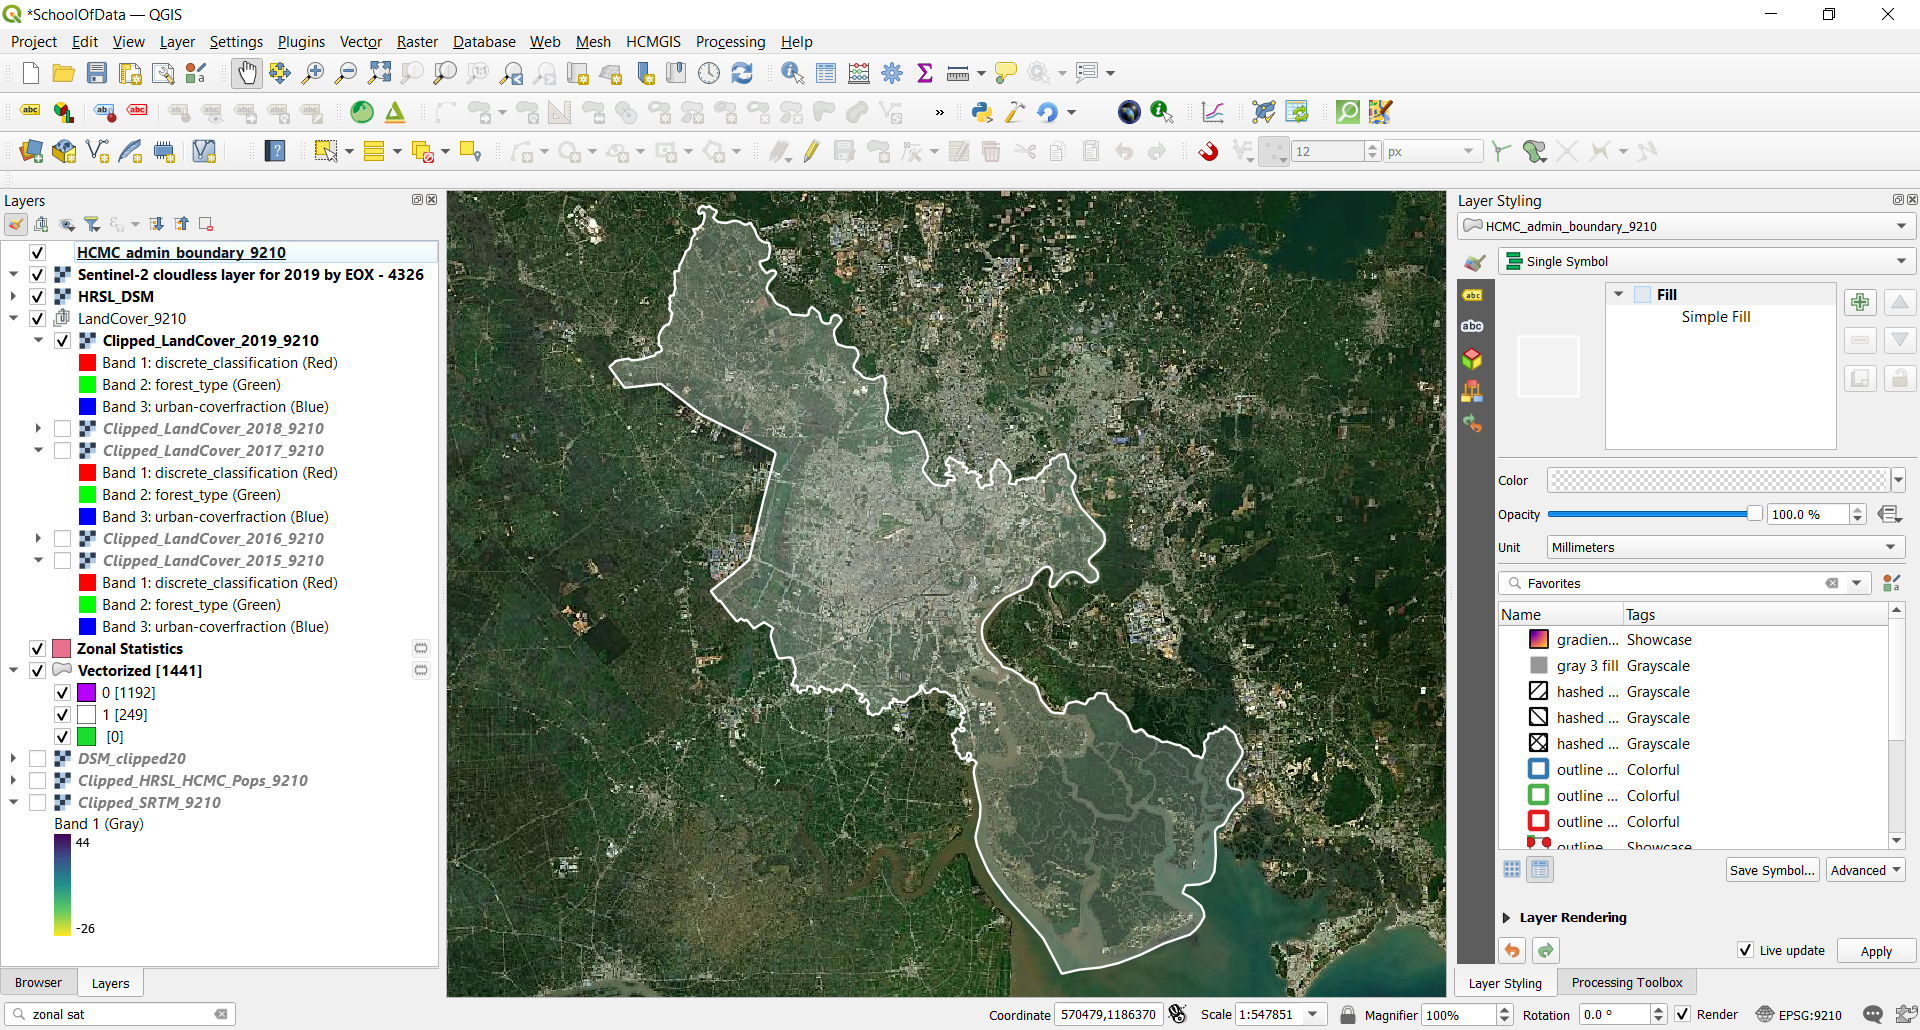 *SchoolOfData — QGIS
Project Edit View Layer Settings Plugins Vector Raster Database Web Mesh HCMGIS Processing Help
12 px
Layers
HCMC_admin_boundary_9210
Sentinel-2 cloudless layer for 2019 by EOX - 4326
HRSL_DSM
LandCover_9210
Clipped_LandCover_2019_9210
Band 1: discrete_classification (Red)
Band 2: forest_type (Green)
Band 3: urban-coverfraction (Blue)
Clipped_LandCover_2018_9210
Clipped_LandCover_2017_9210
Band 1: discrete_classification (Red)
Band 2: forest_type (Green)
Band 3: urban-coverfraction (Blue)
Clipped_LandCover_2016_9210
Clipped_LandCover_2015_9210
Band 1: discrete_classification (Red)
Band 2: forest_type (Green)
Band 3: urban-coverfraction (Blue)
Zonal Statistics
Vectorized [1441]
0 [1192]
1 [249]
[0]
DSM_clipped20
Clipped_HRSL_HCMC_Pops_9210
Clipped_SRTM_9210
Band 1 (Gray)
44
-26
Browser Layers
zonal sat
Layer Styling
HCMC_admin_boundary_9210
Single Symbol
Fill
Simple Fill
Color
Opacity 100.0 %
Unit Millimeters
Favorites
Name Tags
gradien... Showcase
gray 3 fill Grayscale
hashed ... Grayscale
hashed ... Grayscale
hashed ... Grayscale
outline ... Colorful
outline ... Colorful
outline ... Colorful
outline ... Showcase
Save Symbol... Advanced
Layer Rendering
Live update Apply
Layer Styling Processing Toolbox
Coordinate 570479,1186370 Scale 1:547851 Magnifier 100% Rotation 0.0 ° Render EPSG:9210